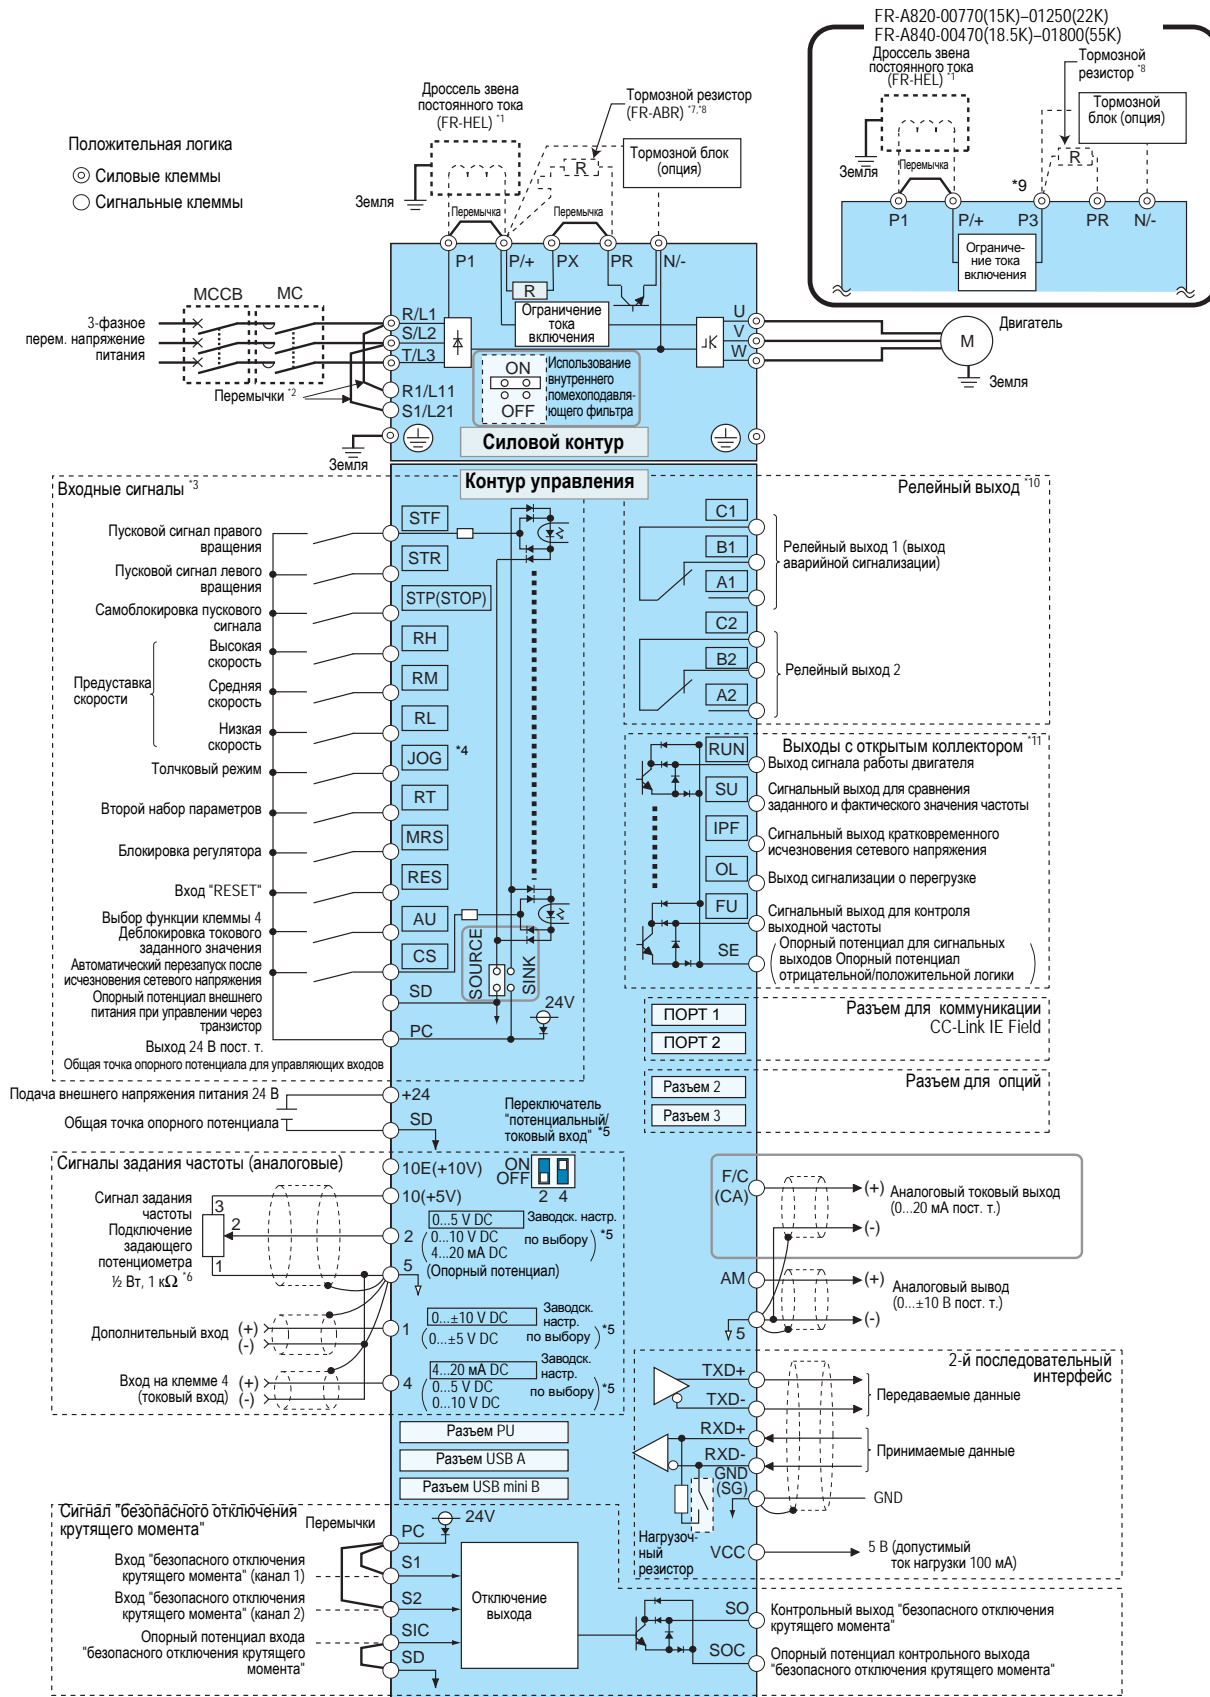 FR-A820-00770(15K)–01250(22K)
FR-A840-00470(18.5K)–01800(55K)
Дроссель звена
постоянного тока
(FR-HEL) *1
Тормозной
резистор *8
Тормозной
блок (опция)
R
Земля
Перемычка
*9
P1
P/+
P3
PR
N/-
Ограниче-
ние тока
включения
Дроссель звена
постоянного тока
(FR-HEL) *1
Тормозной резистор
(FR-ABR) *7,*8
Тормозной блок
(опция)
R
Земля
Перемычка
Перемычка
Положительная логика
Силовые клеммы
Сигнальные клеммы
P1
P/+
PX
PR
N/-
R
MCCB
MC
3-фазное
перем. напряжение
питания
R/L1
S/L2
T/L3
R1/L11
S1/L21
Перемычки *2
Ограничение
тока
включения
ON
OFF
Использование
внутреннего
помехоподавля-
ющего фильтра
U
V
W
M
Двигатель
Земля
Земля
Силовой контур
Контур управления
Входные сигналы *3
Пусковой сигнал правого
вращения
STF
Пусковой сигнал левого
вращения
STR
Самоблокировка пускового
сигнала
STP(STOP)
Предуставка
скорости
Высокая
скорость
RH
Средняя
скорость
RM
Низкая
скорость
RL
Толчковый режим
JOG *4
Второй набор параметров
RT
Блокировка регулятора
MRS
Вход "RESET"
RES
Выбор функции клеммы 4
Деблокировка токового
заданного значения
AU
Автоматический перезапуск после
исчезновения сетевого напряжения
CS
Опорный потенциал внешнего
питания при управлении через
транзистор
SD
Выход 24 В пост. т.
Общая точка опорного потенциала для управляющих входов
PC
SOURCE
SINK
24V
Релейный выход *10
C1
B1
A1
Релейный выход 1 (выход
аварийной сигнализации)
C2
B2
A2
Релейный выход 2
Выходы с открытым коллектором *11
RUN
Выход сигнала работы двигателя
SU
Сигнальный выход для сравнения
заданного и фактического значения частоты
IPF
Сигнальный выход кратковременного
исчезновения сетевого напряжения
OL
Выход сигнализации о перегрузке
FU
Сигнальный выход для контроля
выходной частоты
SE
Опорный потенциал для сигнальных
выходов Опорный потенциал
отрицательной/положительной логики
ПОРТ 1
ПОРТ 2
Разъем для коммуникации
CC-Link IE Field
Разъем 2
Разъем 3
Разъем для опций
Подача внешнего напряжения питания 24 В
+24
Общая точка опорного потенциала
SD
Переключатель
"потенциальный/
токовый вход" *5
ON
OFF
2 4
Сигналы задания частоты (аналоговые)
Сигнал задания
частоты
Подключение
задающего
потенциометра
½ Вт, 1 кΩ *6
3
2
1
10E(+10V)
10(+5V)
2
0...5 V DC Заводск. настр.
(0...10 V DC
4...20 мA DC по выбору) *5
5
(Опорный потенциал)
Дополнительный вход (+)
(-)
1
0...±10 V DC Заводск.
настр.
(0...±5 V DC по выбору) *5
Вход на клемме 4
(токовый вход) (+)
(-)
4
4...20 мA DC Заводск.
настр.
(0...5 V DC
0...10 V DC по выбору) *5
F/C
(CA)
(+)
(-)
Аналоговый токовый выход
(0...20 мА пост. т.)
AM
5
(+)
(-)
Аналоговый вывод
(0...±10 В пост. т.)
2-й последовательный
интерфейс
TXD+
TXD-
Передаваемые данные
RXD+
RXD-
Принимаемые данные
GND
(SG)
GND
Нагрузоч-
ный
резистор
VCC
5 В (допустимый
ток нагрузки 100 мА)
Разъем PU
Разъем USB A
Разъем USB mini B
Сигнал "безопасного отключения
крутящего момента"
Перемычки
PC
24V
Вход "безопасного отключения
крутящего момента" (канал 1)
S1
Вход "безопасного отключения
крутящего момента" (канал 2)
S2
Опорный потенциал входа
"безопасного отключения крутящего
момента"
SIC
SD
Отключение
выхода
SO
Контрольный выход "безопасного отключения
крутящего момента"
SOC
Опорный потенциал контрольного выхода
"безопасного отключения крутящего момента"